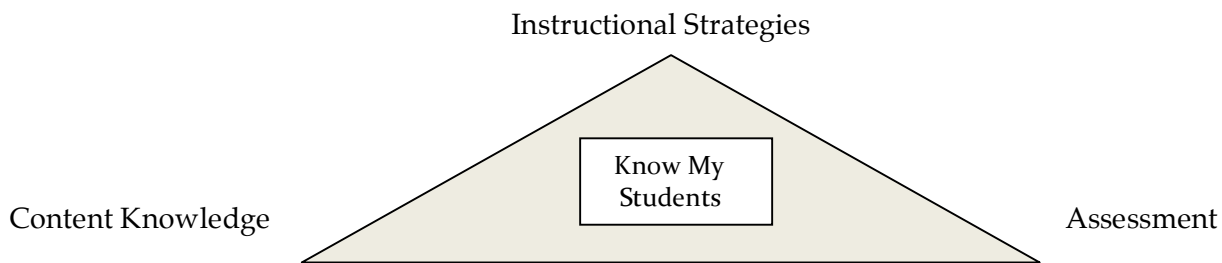 Instructional Strategies
Know My
Students
Content Knowledge
Assessment